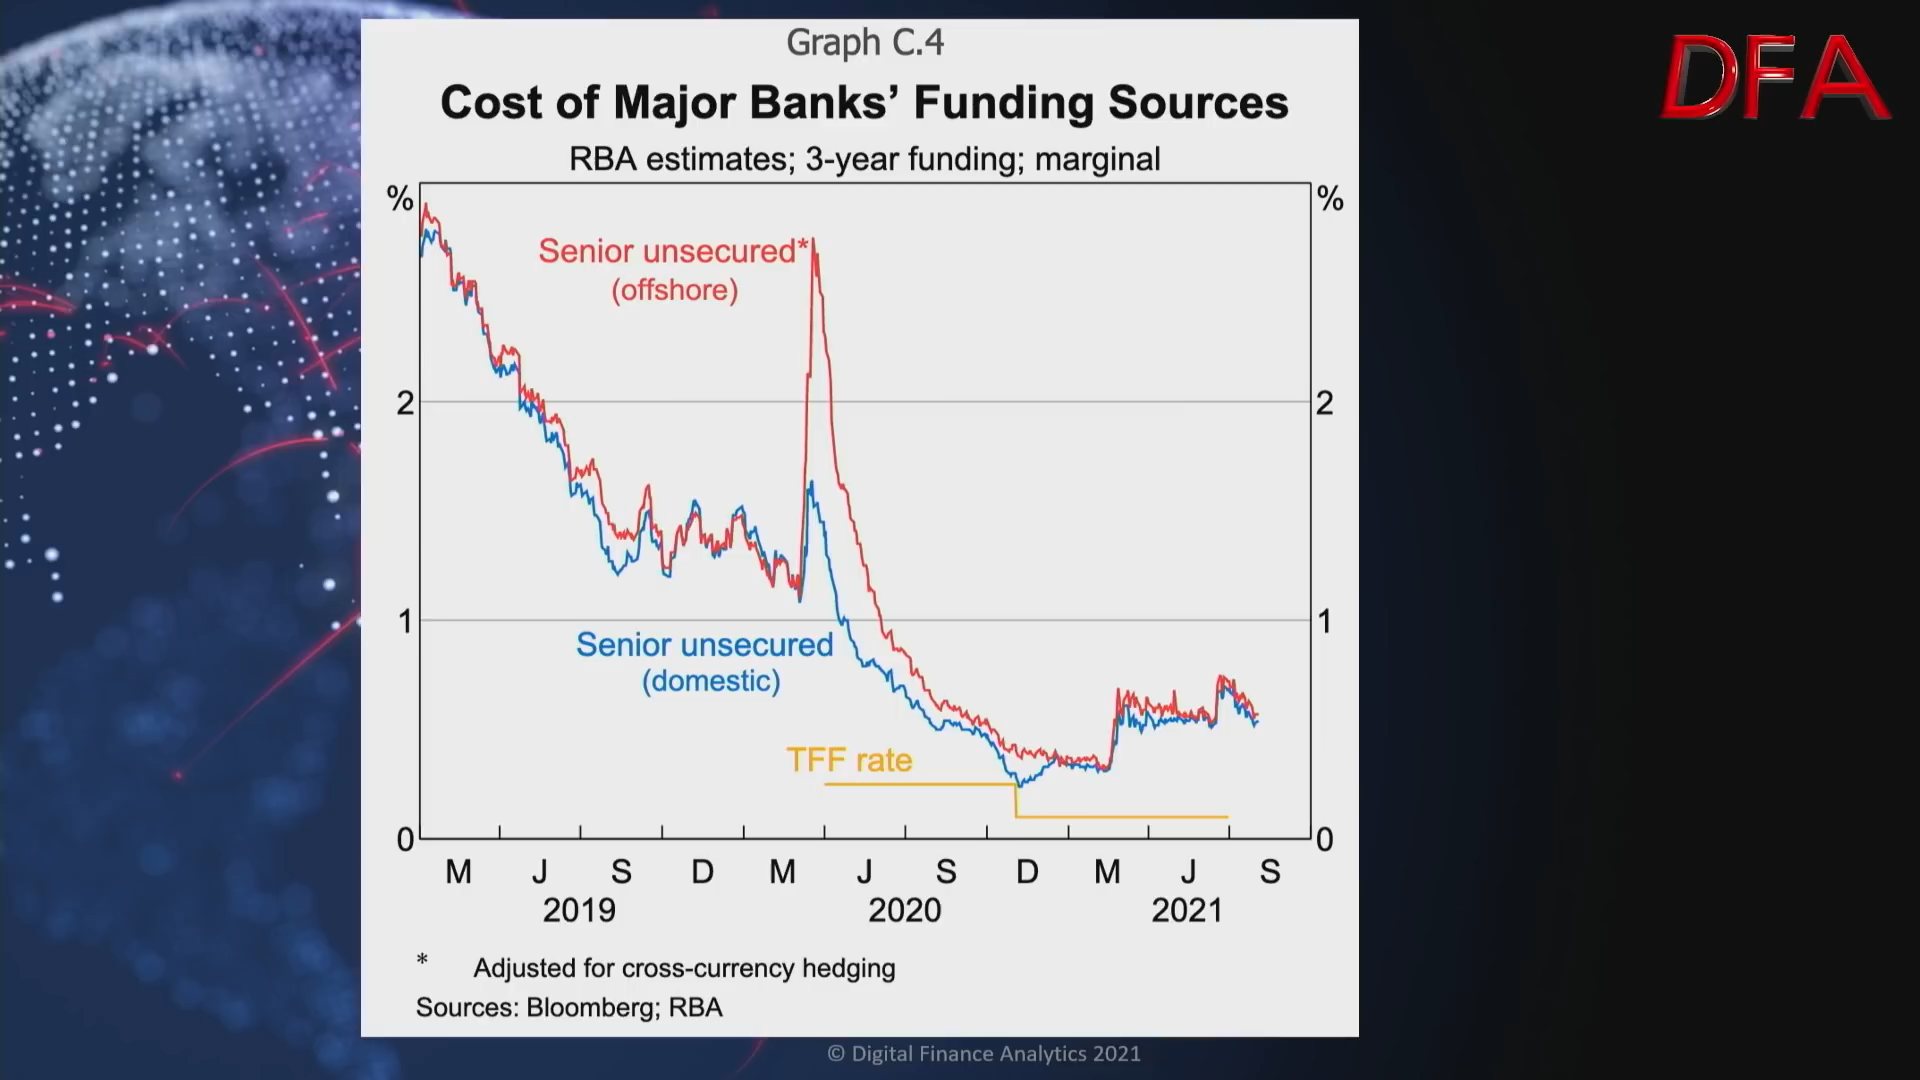 DFA
Graph C.4
Cost of Major Banks’ Funding Sources
RBA estimates; 3-year funding; marginal
% %
Senior unsecured*
(offshore)
2 2
1 1
Senior unsecured
(domestic)
TFF rate
0 0
M J S D M J S D M J S
2019 2020 2021
* Adjusted for cross-currency hedging
Sources: Bloomberg; RBA
© Digital Finance Analytics 2021